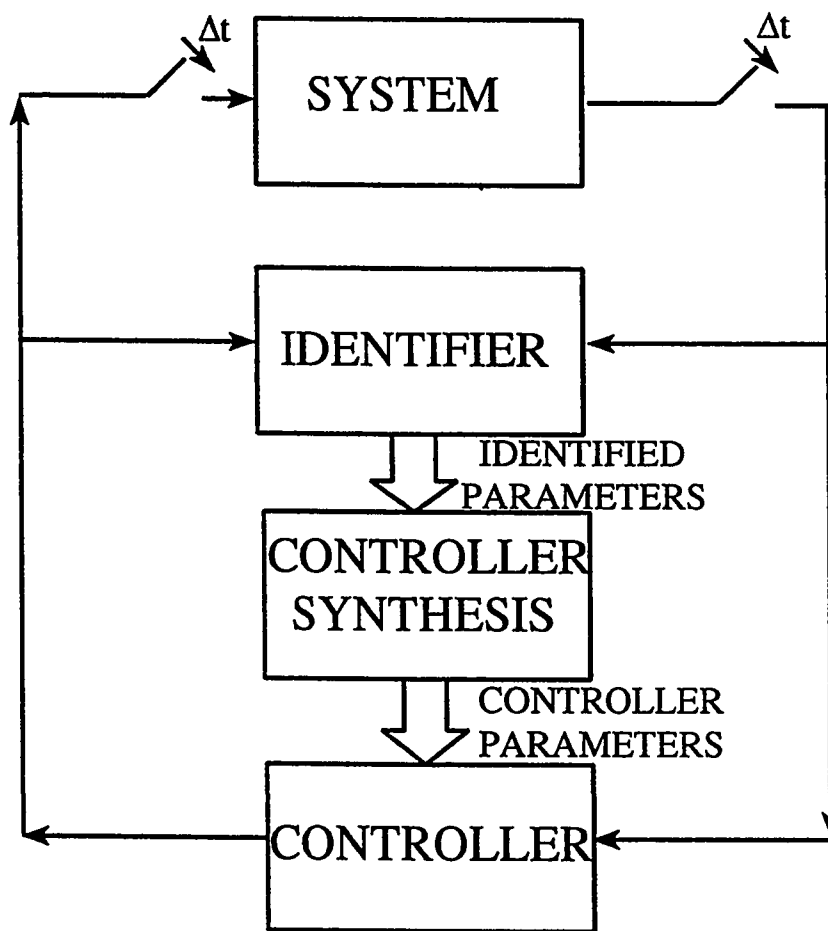 Δt
Δt
SYSTEM
IDENTIFIER
IDENTIFIED
PARAMETERS
CONTROLLER
SYNTHESIS
CONTROLLER
PARAMETERS
CONTROLLER